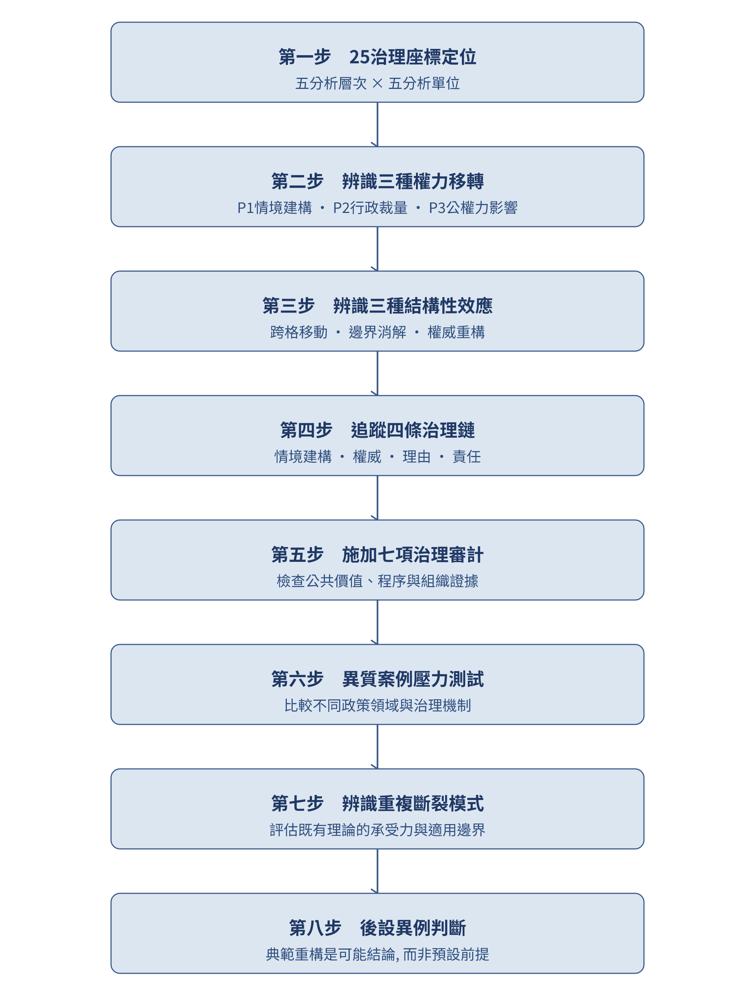 第一步　25治理座標定位
五分析層次 × 五分析單位
第二步　辨識三種權力移轉
P1情境建構 · P2行政裁量 · P3公權力影響
第三步　辨識三種結構性效應
跨格移動 · 邊界消解 · 權威重構
第四步　追蹤四條治理鏈
情境建構 · 權威 · 理由 · 責任
第五步　施加七項治理審計
檢查公共價值、程序與組織證據
第六步　異質案例壓力測試
比較不同政策領域與治理機制
第七步　辨識重複斷裂模式
評估既有理論的承受力與適用邊界
第八步　後設異例判斷
典範重構是可能結論, 而非預設前提